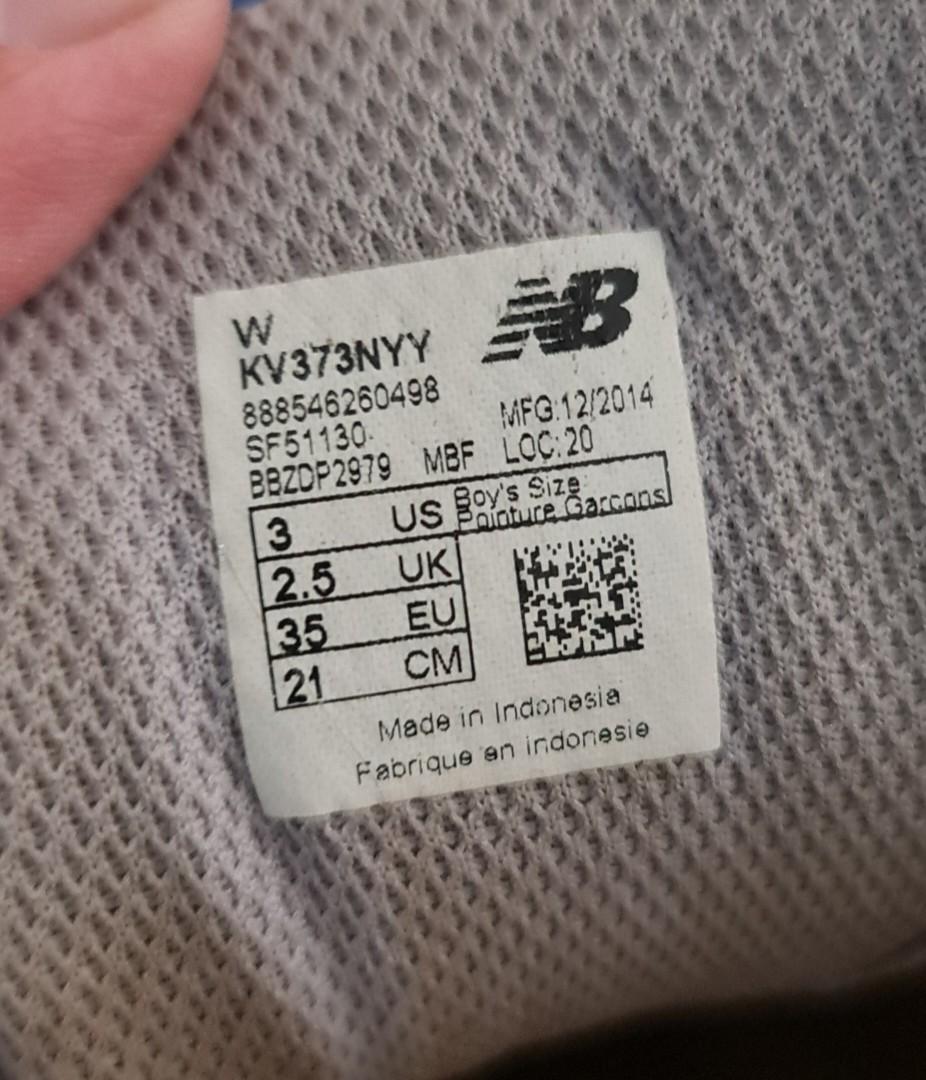 W
NB
KV373NYY
888546260498
MFG:12/2014
SF51130
LOC:20
BBZDP2979 MBF
3 US Boy's Size
Pointure Garcons
2.5 UK
35 EU
21 CM
Made in Indonesia
Fabrique en indonesie